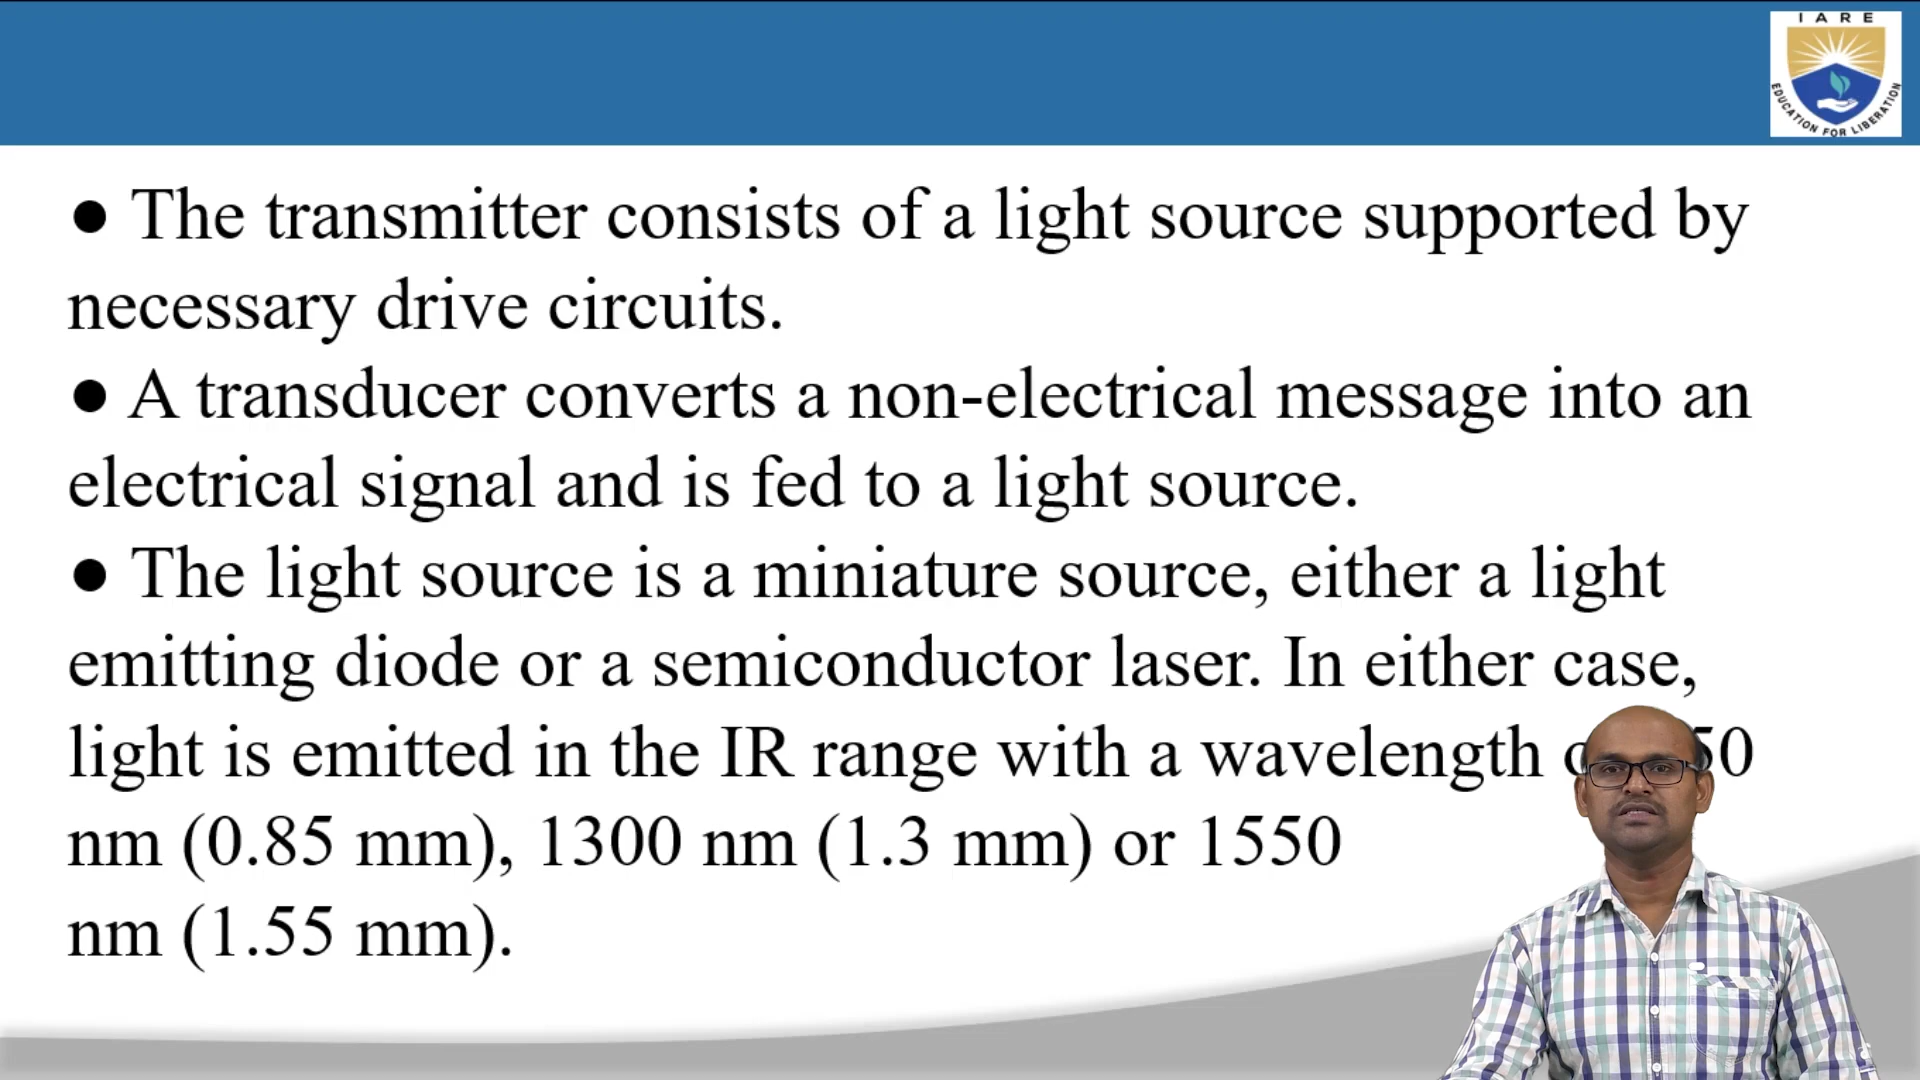 IARE
EDUCATION FOR LIBERATION
● The transmitter consists of a light source supported by
necessary drive circuits.
● A transducer converts a non-electrical message into an
electrical signal and is fed to a light source.
● The light source is a miniature source, either a light
emitting diode or a semiconductor laser. In either case,
light is emitted in the IR range with a wavelength
nm (0.85 mm), 1300 nm (1.3 mm) or 1550
nm (1.55 mm).